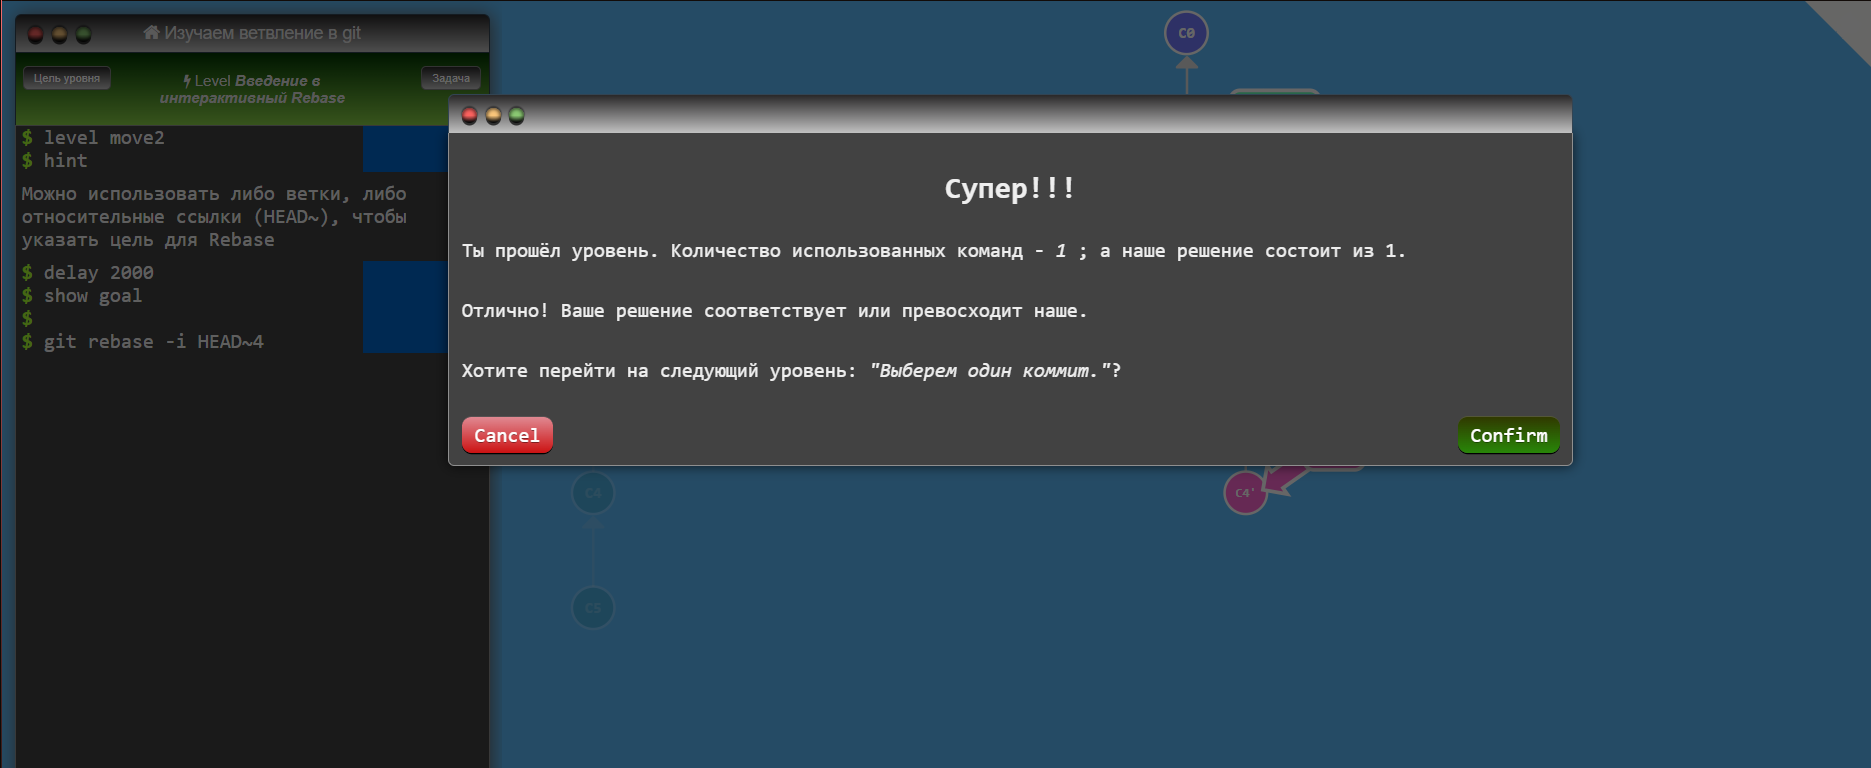 Изучаем ветвление в git
Цель уровня
Level Введение в
интерактивный Rebase
Задача
$ level move2
$ hint
Можно использовать либо ветки, либо
относительные ссылки (HEAD~), чтобы
указать цель для Rebase
$ delay 2000
$ show goal
$
$ git rebase -i HEAD~4
C0
Супер!!!
Ты прошёл уровень. Количество использованных команд - 1 ; а наше решение состоит из 1.
Отлично! Ваше решение соответствует или превосходит наше.
Хотите перейти на следующий уровень: "Выберем один коммит."?
Cancel
Confirm
C4
C4'
C5